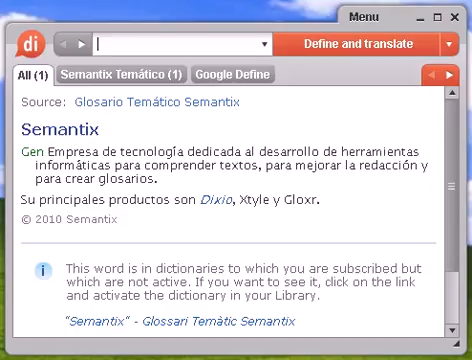 Menu
di
Define and translate
All (1)
Semantix Temático (1)
Google Define
Source: Glosario Temático Semantix
Semantix
Gen Empresa de tecnología dedicada al desarrollo de herramientas
informáticas para comprender textos, para mejorar la redacción y
para crear glosarios.
Su principales productos son Dixio, Xtyle y Gloxr.
© 2010 Semantix
This word is in dictionaries to which you are subscribed but
which are not active. If you want to see it, click on the link
and activate the dictionary in your Library.
"Semantix" - Glossari Temàtic Semantix